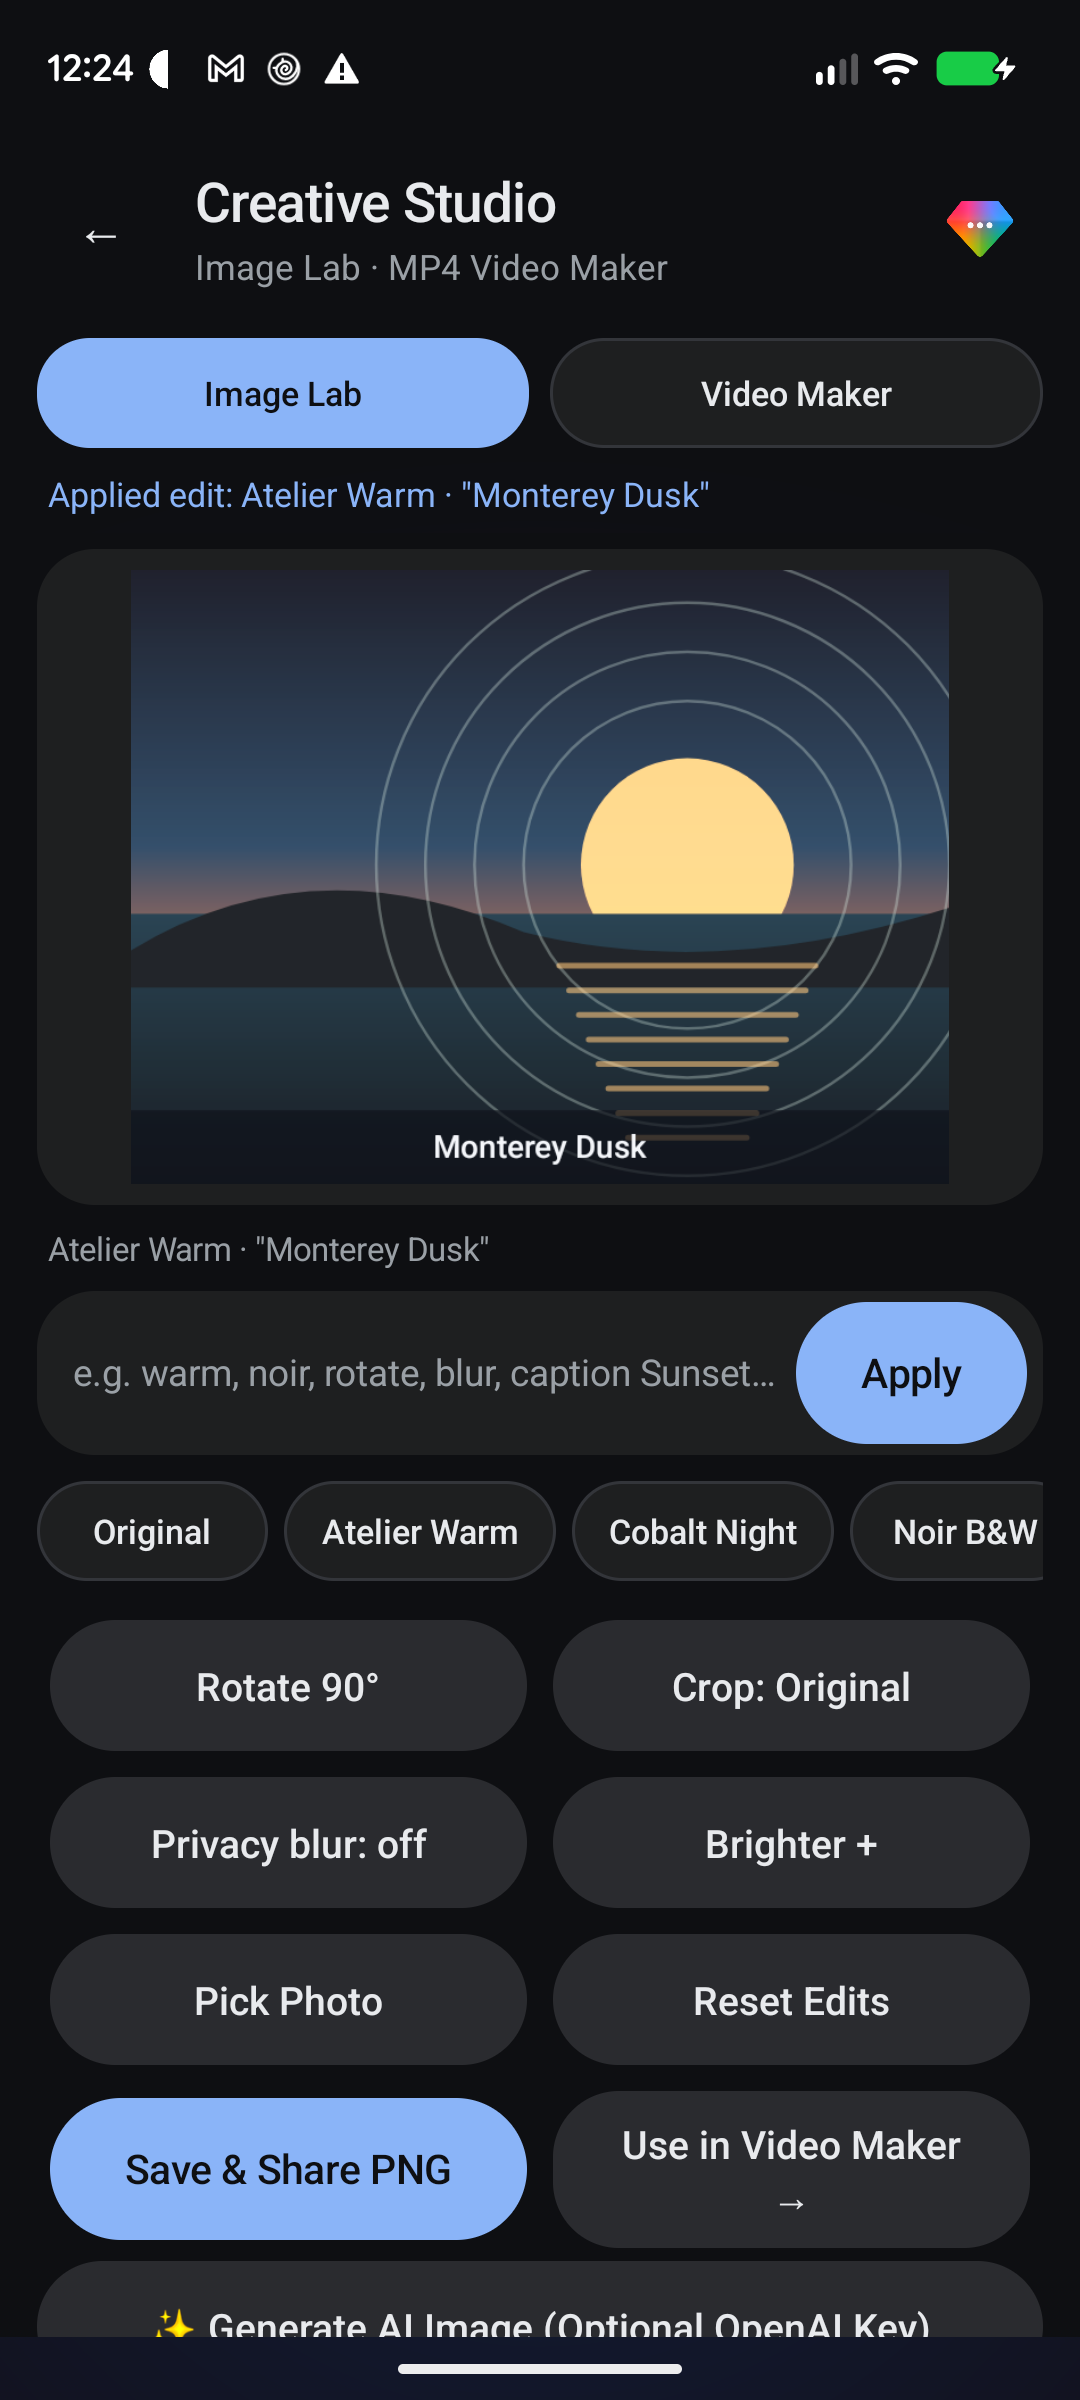 12:24
Creative Studio
Image Lab · MP4 Video Maker
Image Lab
Video Maker
Applied edit: Atelier Warm · "Monterey Dusk"
Monterey Dusk
Atelier Warm · "Monterey Dusk"
e.g. warm, noir, rotate, blur, caption Sunset...
Apply
Original
Atelier Warm
Cobalt Night
Noir B&W
Rotate 90°
Crop: Original
Privacy blur: off
Brighter +
Pick Photo
Reset Edits
Save & Share PNG
Use in Video Maker
→
✨ Generate AI Image (Optional OpenAI Key)